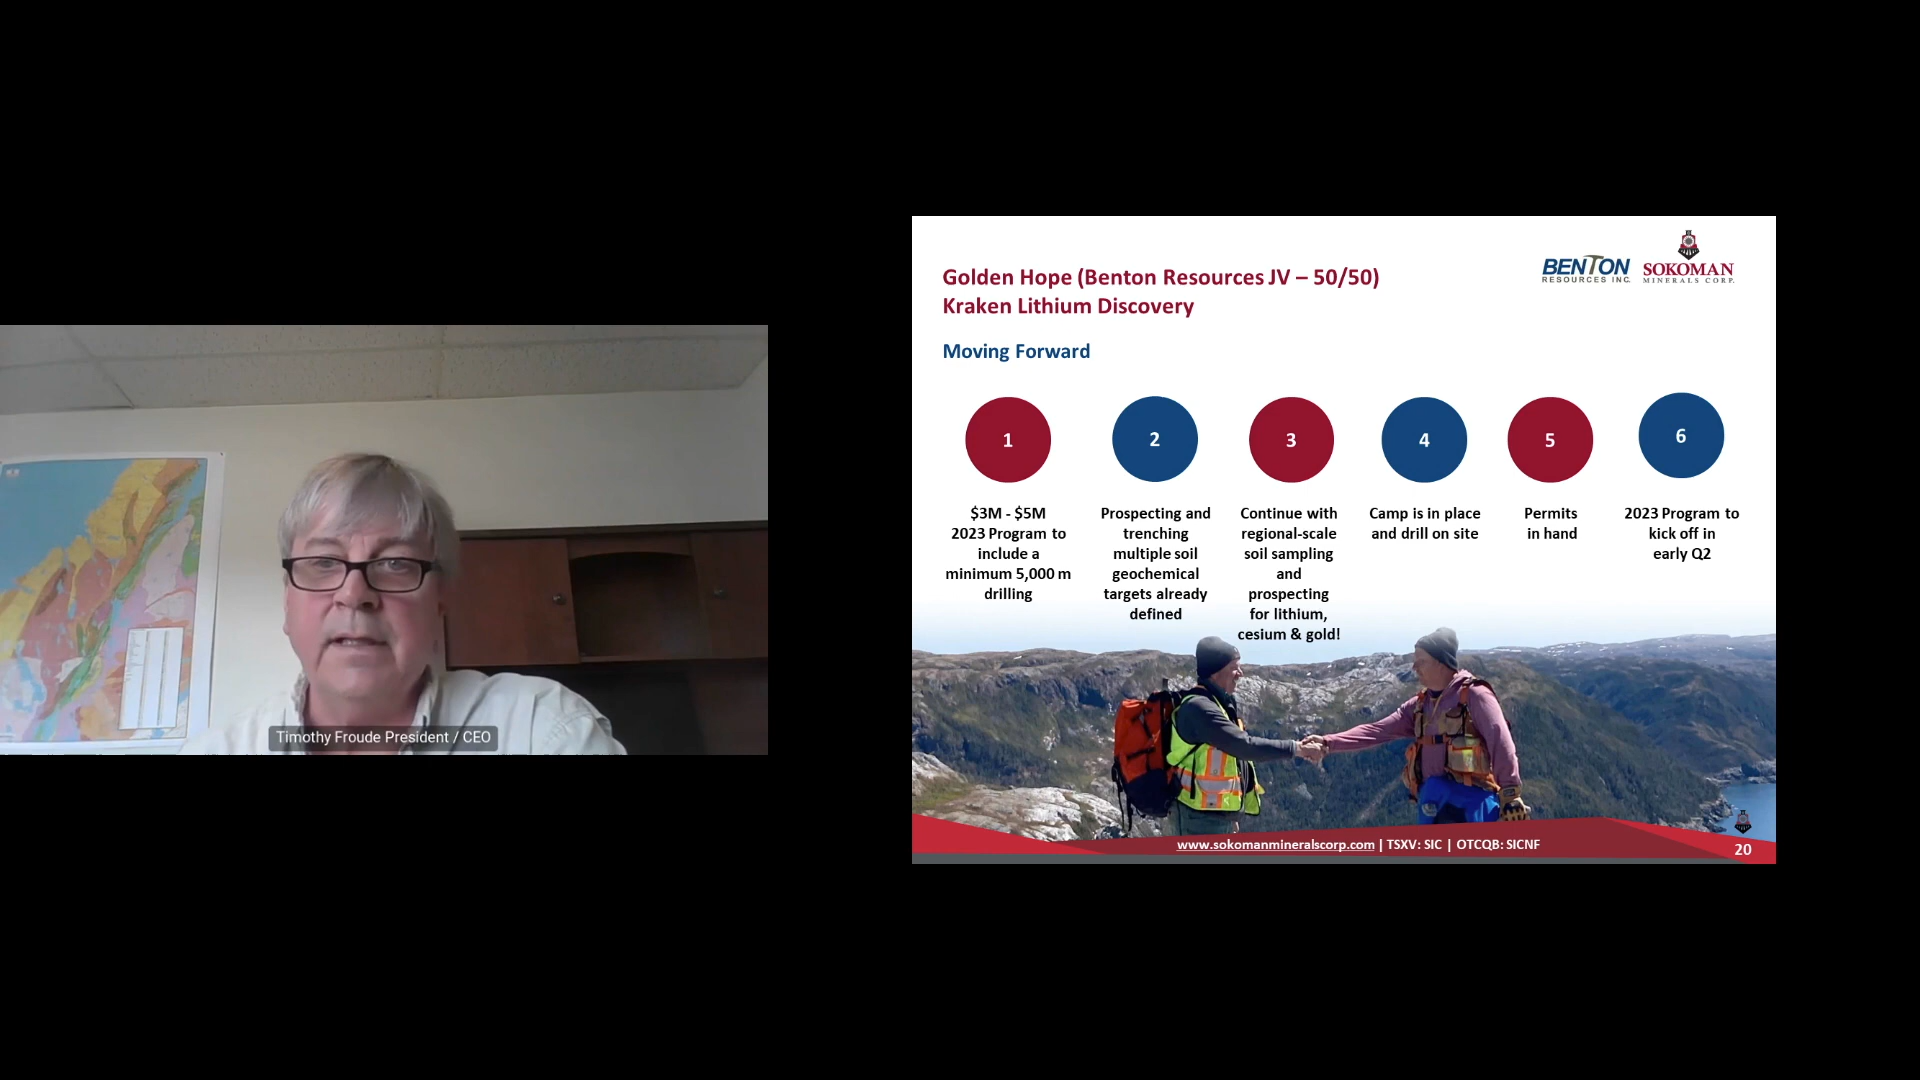 Timothy Froude President / CEO
Golden Hope (Benton Resources JV – 50/50)
Kraken Lithium Discovery
BENTON
RESOURCES INC.
SOKOMAN
MINERALS CORP.
Moving Forward
1
$3M - $5M
2023 Program to
include a
minimum 5,000 m
drilling
2
Prospecting and
trenching
multiple soil
geochemical
targets already
defined
3
Continue with
regional-scale
soil sampling
and
prospecting
for lithium,
cesium & gold!
4
Camp is in place
and drill on site
5
Permits
in hand
6
2023 Program to
kick off in
early Q2
www.sokomanmineralscorp.com | TSXV: SIC | OTCQB: SICNF
20